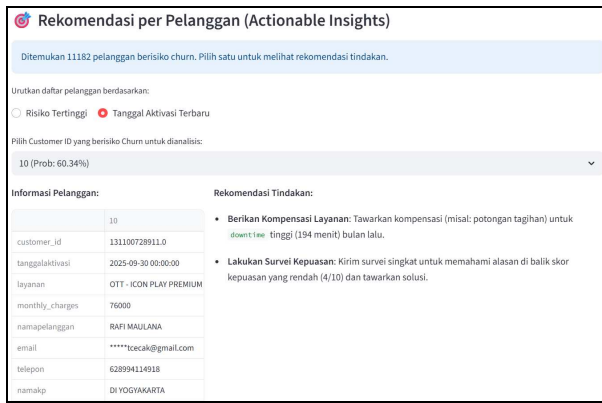 🎯 Rekomendasi per Pelanggan (Actionable Insights)
Ditemukan 11182 pelanggan berisiko churn. Pilih satu untuk melihat rekomendasi tindakan.
Urutkan daftar pelanggan berdasarkan:
Risiko Tertinggi Tanggal Aktivasi Terbaru
Pilih Customer ID yang berisiko Churn untuk dianalisis:
10 (Prob: 60.34%)
Informasi Pelanggan:
10
customer_id 131100728911.0
tanggalaktivasi 2025-09-30 00:00:00
layanan OTT - ICON PLAY PREMIUM
monthly_charges 76000
namapelanggan RAFI MAULANA
email *****tcecak@gmail.com
telepon 628994114918
namakp DI YOGYAKARTA
Rekomendasi Tindakan:
• Berikan Kompensasi Layanan: Tawarkan kompensasi (misal: potongan tagihan) untuk
downtime tinggi (194 menit) bulan lalu.
• Lakukan Survei Kepuasan: Kirim survei singkat untuk memahami alasan di balik skor
kepuasan yang rendah (4/10) dan tawarkan solusi.